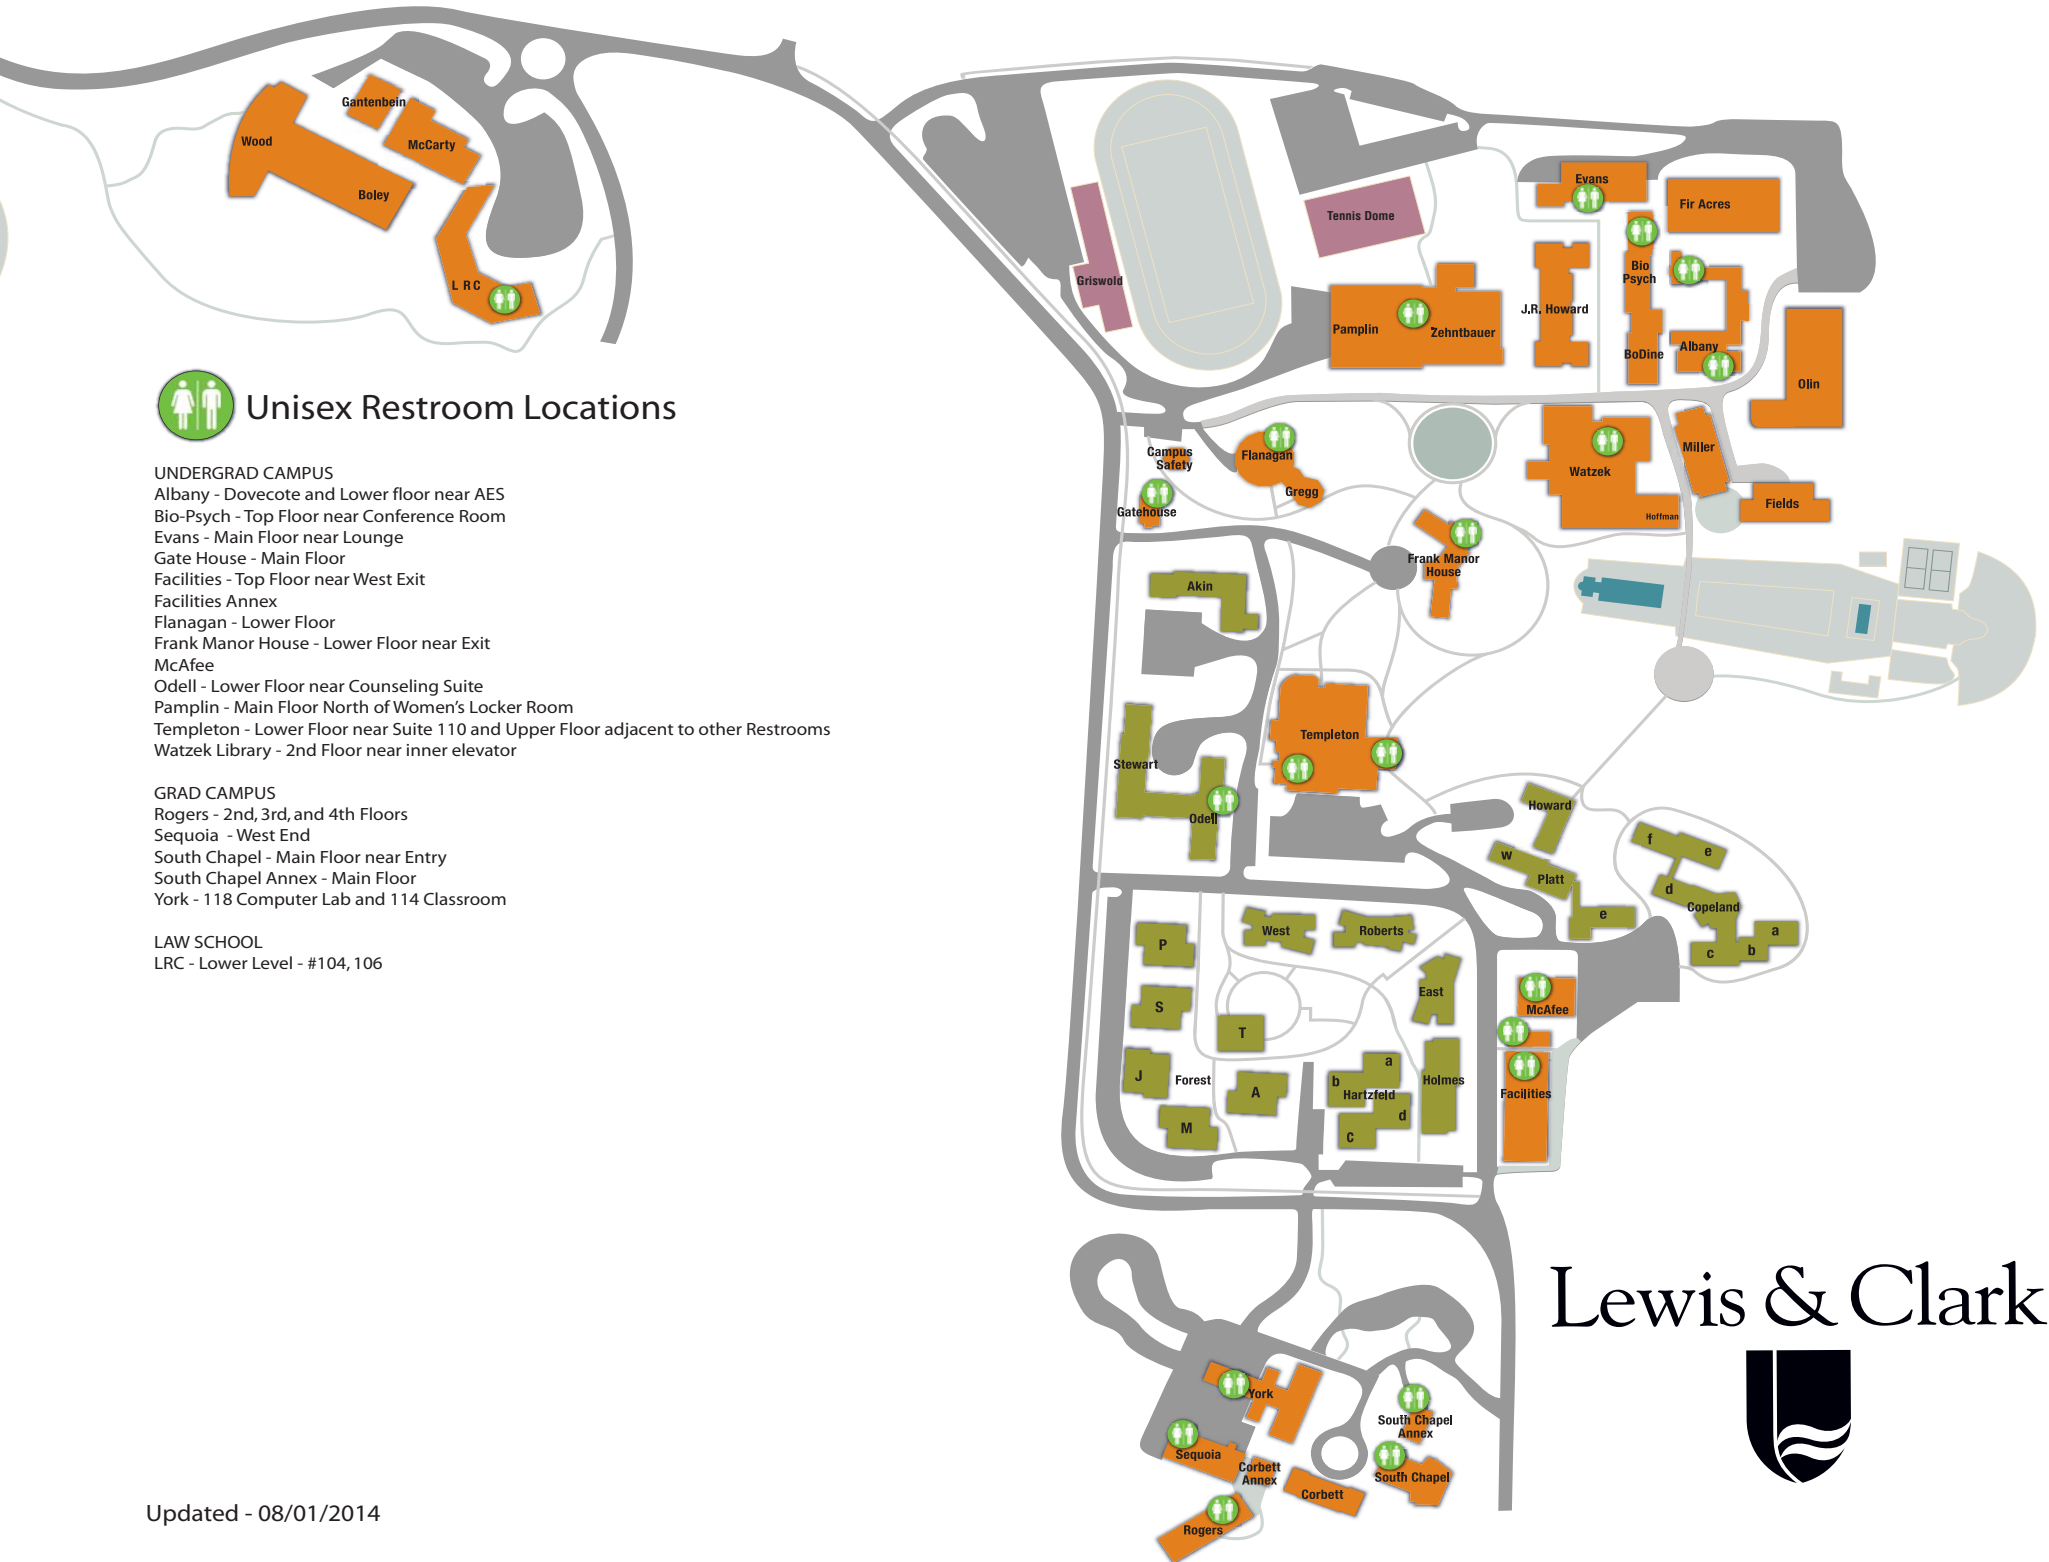 Wood
Gantenbein
McCarty
Boley
L R C
Griswold
Tennis Dome
Pamplin
Zehntbauer
Evans
Fir Acres
Bio
Psych
J.R. Howard
BoDine
Albany
Olin
Unisex Restroom Locations
UNDERGRAD CAMPUS
Albany - Dovecote and Lower floor near AES
Bio-Psych - Top Floor near Conference Room
Evans - Main Floor near Lounge
Gate House - Main Floor
Facilities - Top Floor near West Exit
Facilities Annex
Flanagan - Lower Floor
Frank Manor House - Lower Floor near Exit
McAfee
Odell - Lower Floor near Counseling Suite
Pamplin - Main Floor North of Women’s Locker Room
Templeton - Lower Floor near Suite 110 and Upper Floor adjacent to other Restrooms
Watzek Library - 2nd Floor near inner elevator
GRAD CAMPUS
Rogers - 2nd, 3rd, and 4th Floors
Sequoia - West End
South Chapel - Main Floor near Entry
South Chapel Annex - Main Floor
York - 118 Computer Lab and 114 Classroom
LAW SCHOOL
LRC - Lower Level - #104, 106
Campus
Safety
Flanagan
Gregg
Gatehouse
Watzek
Miller
Hoffman
Fields
Frank Manor
House
Akin
Templeton
Stewart
Odell
Howard
w
Platt
e
f
e
d
Copeland
a
b
c
P
West
Roberts
S
T
East
McAfee
J
Forest
A
M
a
b
Hartzfeld
d
C
Holmes
Facilities
York
Sequoia
Corbett
Annex
Corbett
Rogers
South Chapel
Annex
South Chapel
Lewis & Clark
Updated - 08/01/2014